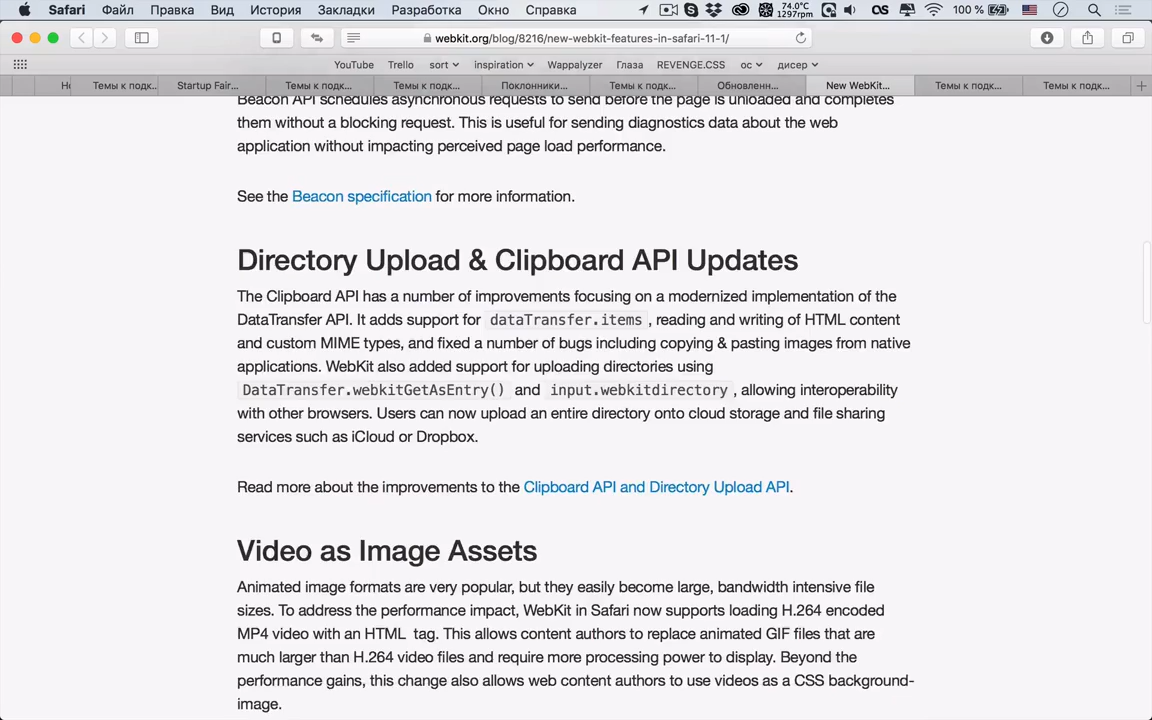 Safari Файл Правка Вид История Закладки Разработка Окно Справка 74.0°C 1297rpm 100 %
webkit.org/blog/8216/new-webkit-features-in-safari-11-1/
YouTube Trello sort inspiration Wappalyzer Глаза REVENGE.CSS ос дисер
Не Темы к подк... Startup Fair... Темы к подк... Темы к подк... Поклонники... Темы к подк... Обновленн... New WebKit... Темы к подк... Темы к подк...
Beacon API schedules asynchronous requests to send before the page is unloaded and completes
them without a blocking request. This is useful for sending diagnostics data about the web
application without impacting perceived page load performance.
See the Beacon specification for more information.
Directory Upload & Clipboard API Updates
The Clipboard API has a number of improvements focusing on a modernized implementation of the
DataTransfer API. It adds support for dataTransfer.items, reading and writing of HTML content
and custom MIME types, and fixed a number of bugs including copying & pasting images from native
applications. WebKit also added support for uploading directories using
DataTransfer.webkitGetAsEntry() and input.webkitdirectory, allowing interoperability
with other browsers. Users can now upload an entire directory onto cloud storage and file sharing
services such as iCloud or Dropbox.
Read more about the improvements to the Clipboard API and Directory Upload API.
Video as Image Assets
Animated image formats are very popular, but they easily become large, bandwidth intensive file
sizes. To address the performance impact, WebKit in Safari now supports loading H.264 encoded
MP4 video with an HTML tag. This allows content authors to replace animated GIF files that are
much larger than H.264 video files and require more processing power to display. Beyond the
performance gains, this change also allows web content authors to use videos as a CSS background-
image.